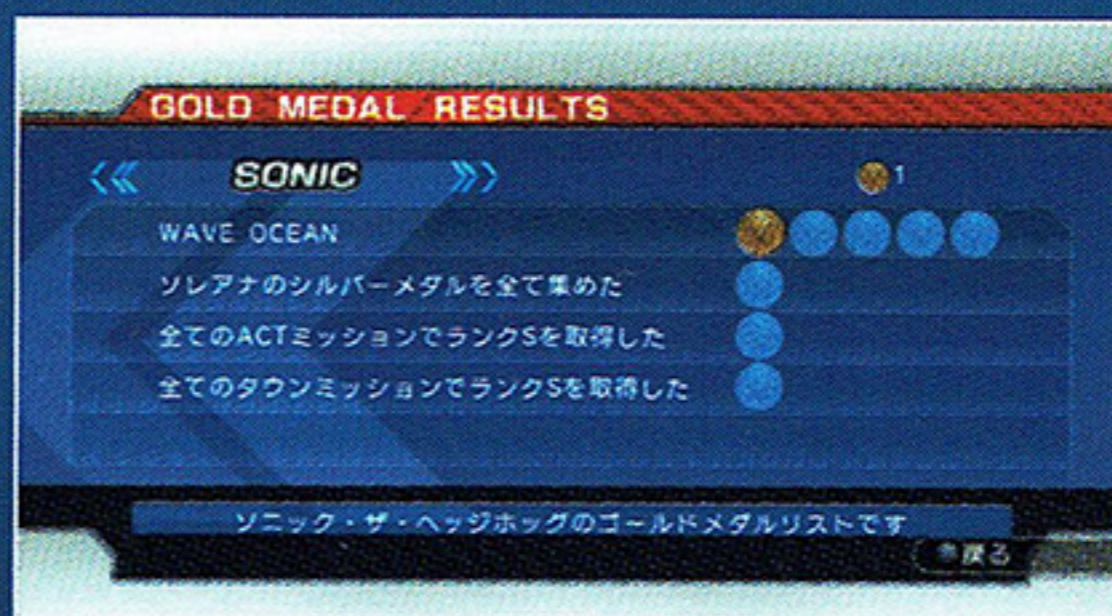 GOLD MEDAL RESULTS
SONIC
1
WAVE OCEAN
ソレアナのシルバーメダルを全て集めた
全てのACTミッションでランクSを取得した
全てのタウンミッションでランクSを取得した
ソニック・ザ・ヘッジホッグのゴールドメダルリストです
戻る